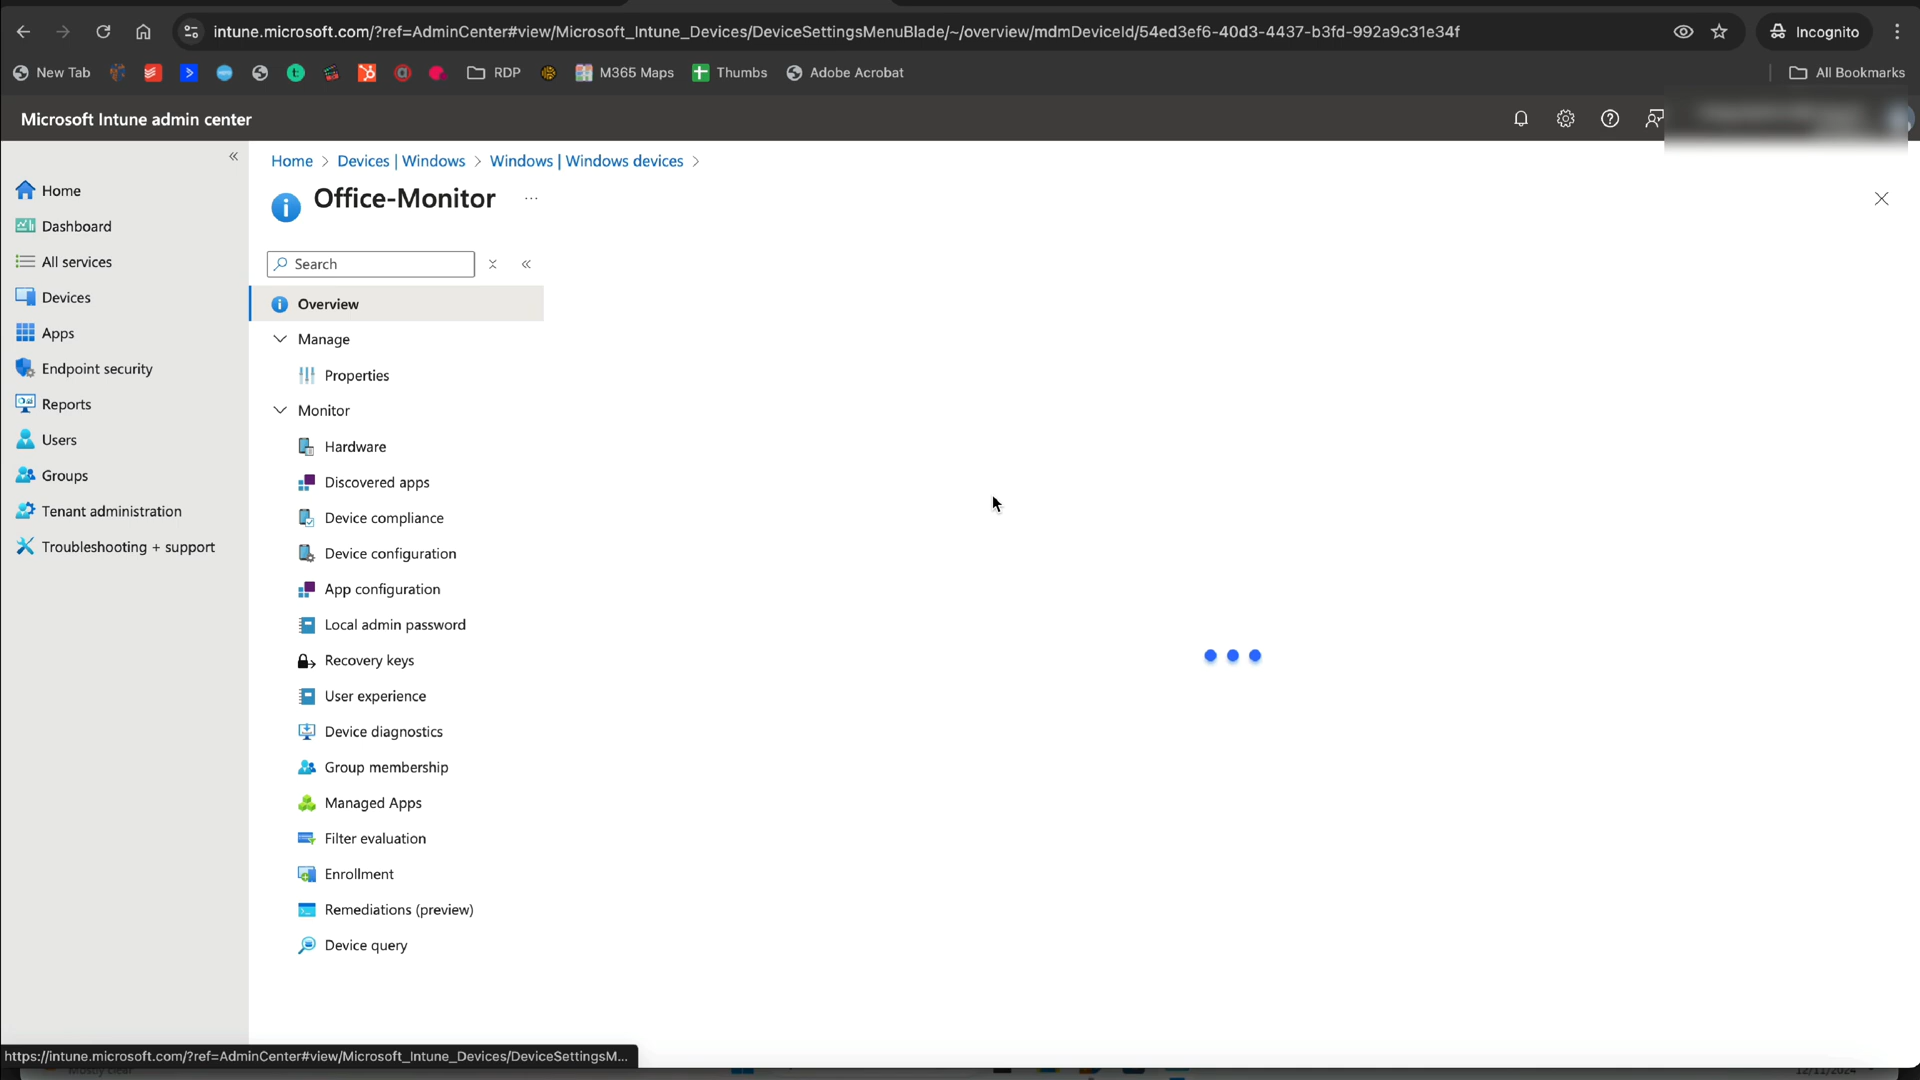 intune.microsoft.com/?ref=AdminCenter#view/Microsoft_Intune_Devices/DeviceSettingsMenuBlade/~/overview/mdmDeviceId/54ed3ef6-40d3-4437-b3fd-992a9c31e34f
Incognito
New Tab
RDP
M365 Maps
Thumbs
Adobe Acrobat
All Bookmarks
Microsoft Intune admin center
Home > Devices | Windows > Windows | Windows devices >
Office-Monitor
Home
Dashboard
All services
Devices
Apps
Endpoint security
Reports
Users
Groups
Tenant administration
Troubleshooting + support
Search
Overview
Manage
Properties
Monitor
Hardware
Discovered apps
Device compliance
Device configuration
App configuration
Local admin password
Recovery keys
User experience
Device diagnostics
Group membership
Managed Apps
Filter evaluation
Enrollment
Remediations (preview)
Device query
https://intune.microsoft.com/?ref=AdminCenter#view/Microsoft_Intune_Devices/DeviceSettingsM...
Mostly clear
12/11/2024